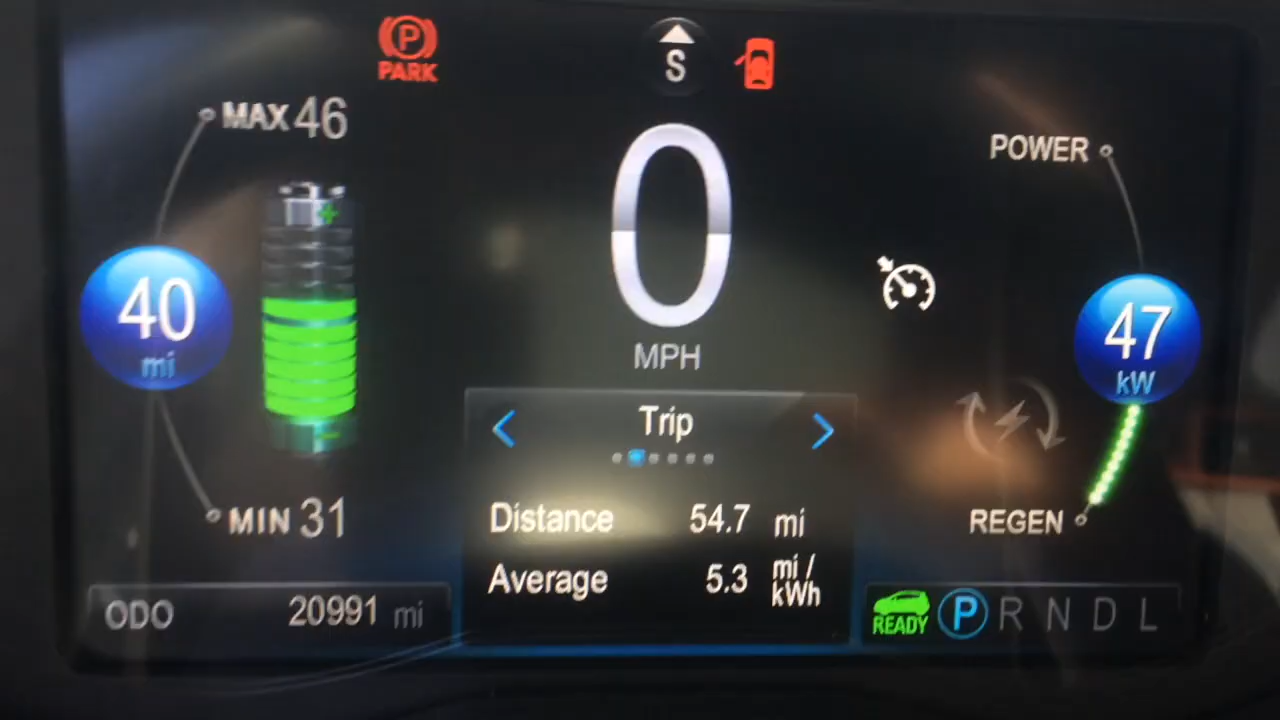 P
PARK
S
MAX 46
POWER
0
40
mi
47
kW
MPH
Trip
MIN 31
Distance 54.7 mi
REGEN
Average 5.3 mi/
kWh
ODO 20991 mi
READY P R N D L